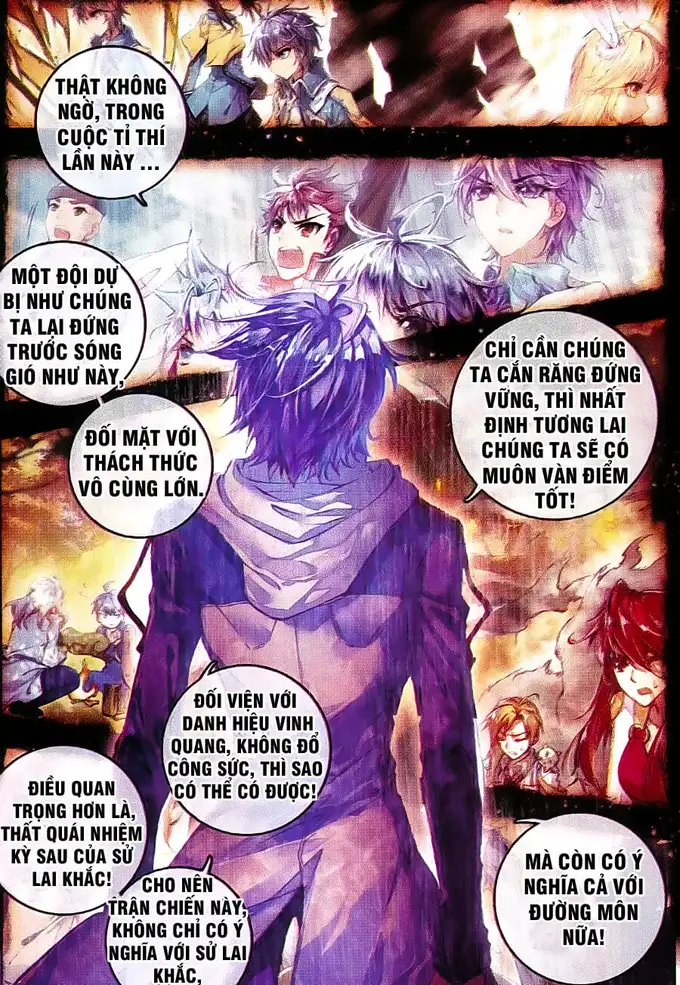 THẬT KHÔNG
NGỜ, TRONG
CUỘC TỈ THÍ
LẦN NÀY ...
MỘT ĐỘI DỰ
BỊ NHƯ CHÚNG
TA LẠI ĐỨNG
TRƯỚC SÓNG
GIÓ NHƯ NÀY,
ĐỐI MẶT VỚI
THÁCH THỨC
VÔ CÙNG LỚN.
CHỈ CẦN CHÚNG
TA CẮN RĂNG ĐỨNG
VỮNG, THÌ NHẤT
ĐỊNH TƯƠNG LAI
CHÚNG TA SẼ CÓ
MUÔN VÀN ĐIỂM
TỐT!
ĐỐI VIỆN VỚI
DANH HIỆU VINH
QUANG, KHÔNG ĐỔ
CÔNG SỨC, THÌ SAO
CÓ THỂ CÓ ĐƯỢC!
ĐIỀU QUAN
TRỌNG HƠN LÀ,
THẤT QUÁI NHIỆM
KỲ SAU CỦA SỬ
LAI KHẮC!
CHO NÊN
TRẬN CHIẾN NÀY,
KHÔNG CHỈ CÓ Ý
NGHĨA VỚI SỬ LAI
KHẮC,
MÀ CÒN CÓ Ý
NGHĨA CẢ VỚI
ĐƯỜNG MÔN
NỮA!